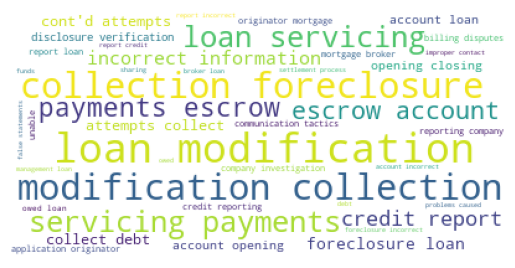 report incorrect
cont'd attempts
originator mortgage
account loan
disclosure verification
loan servicing
billing disputes
report credit
report loan
incorrect information
mortgage broker
improper contact
opening closing
funds
sharing
broker loan
settlement process
collection foreclosure
payments escrow
escrow account
false statements
unable
attempts collect
communication tactics
reporting company
loan modification
owed
management loan
company investigation
account incorrect
modification collection
owed loan
credit reporting
debt
problems caused
servicing payments
credit report
foreclosure incorrect
collect debt
application originator
account opening
foreclosure loan